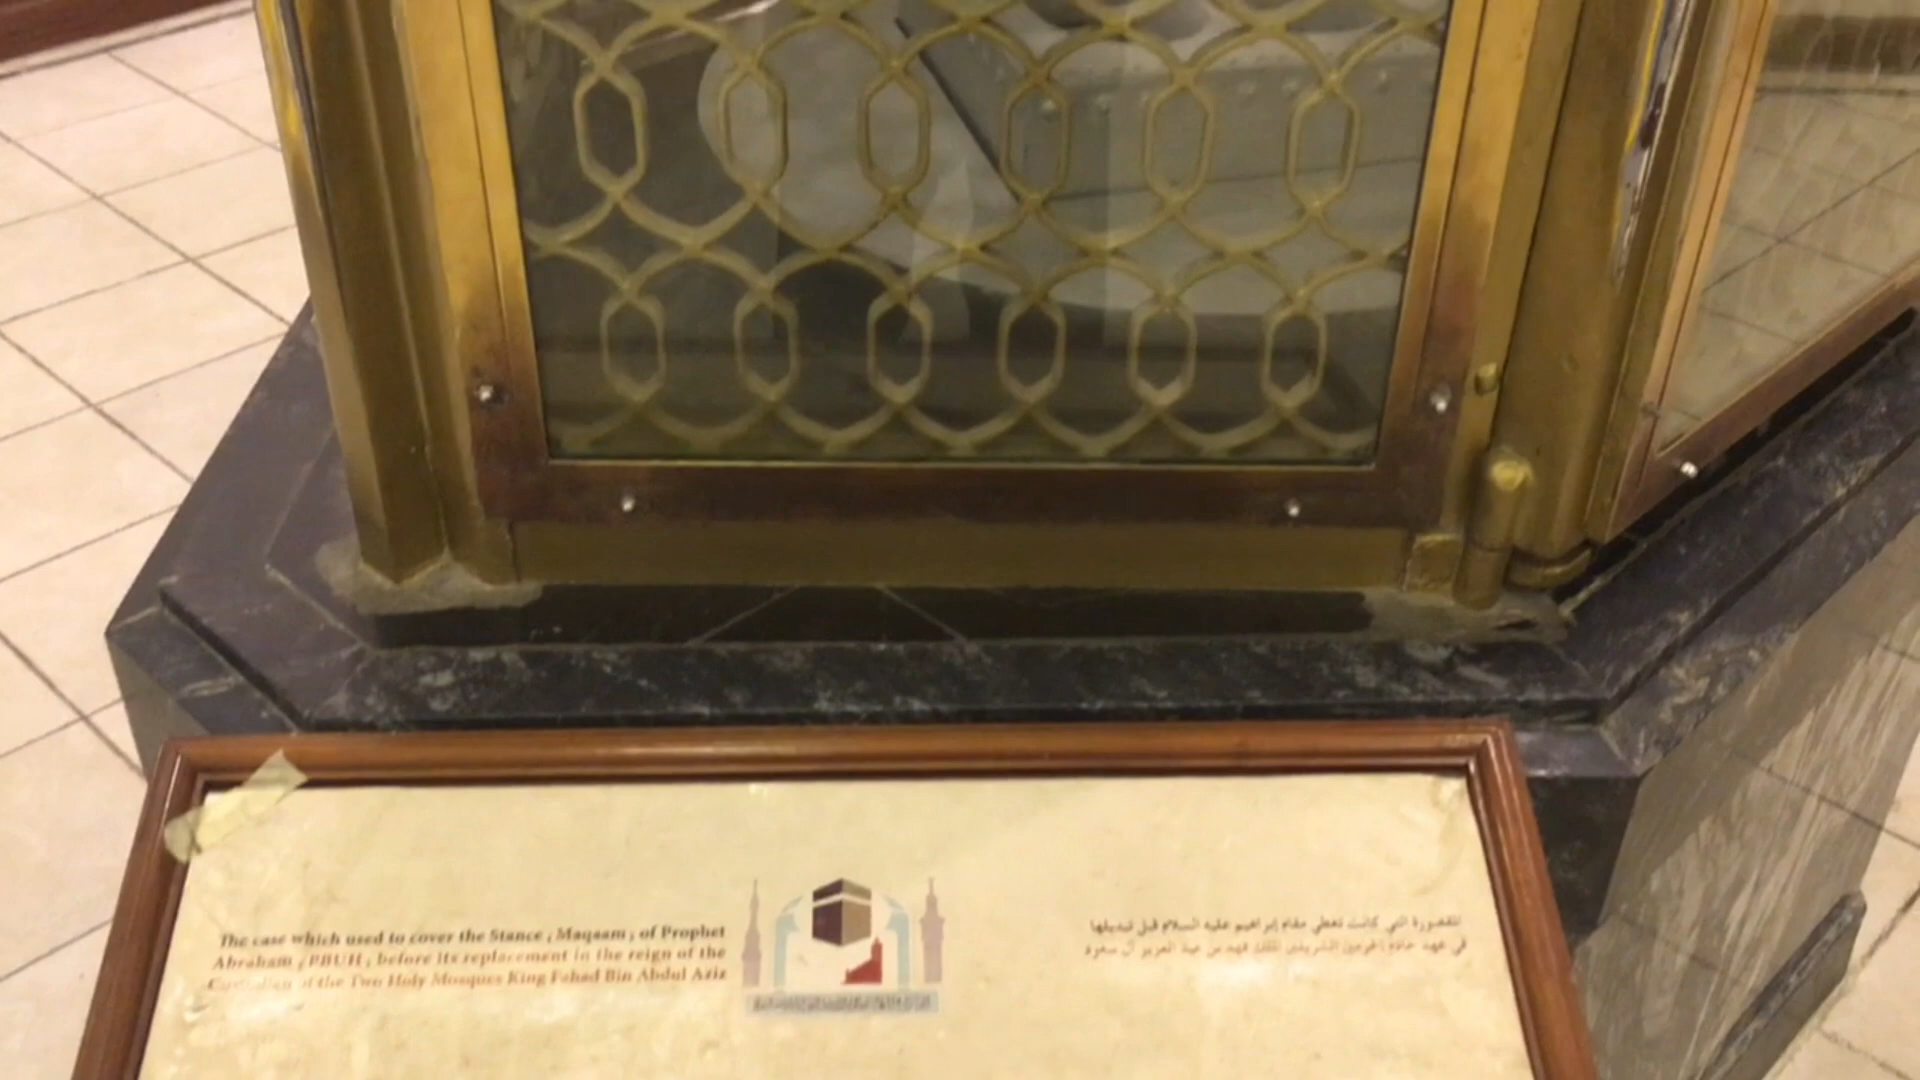 The case which used to cover the Stance , Maqaam , of Prophet
Abraham , PBUH , before its replacement in the reign of the
Custodian of the Two Holy Mosques King Fahad Bin Abdul Aziz
المقصورة التي كانت تغطي مقام إبراهيم عليه السلام قبل تبديلها
في عهد خادم الحرمين الشريفين الملك فهد بن عبد العزيز آل سعود